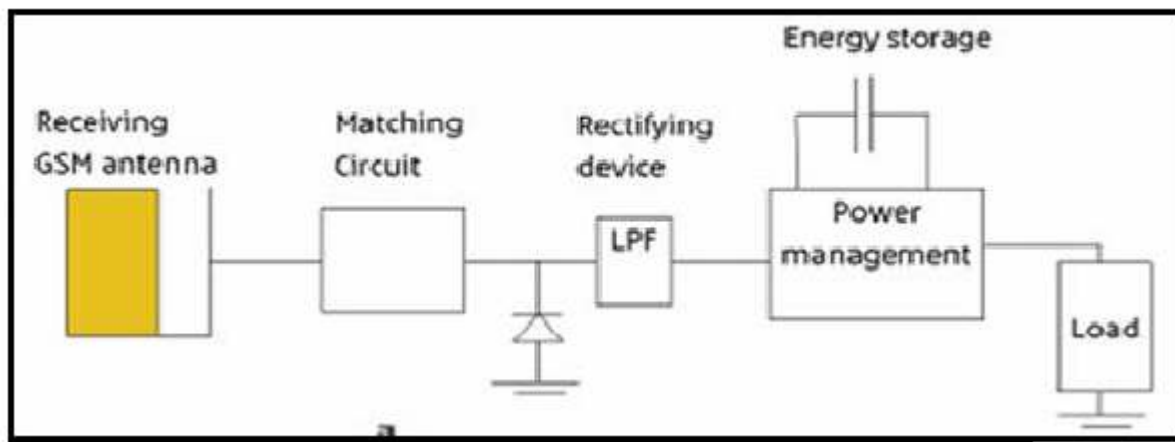 Energy storage
Receiving
GSM antenna
Matching
Circuit
Rectifying
device
LPF
Power
management
Load